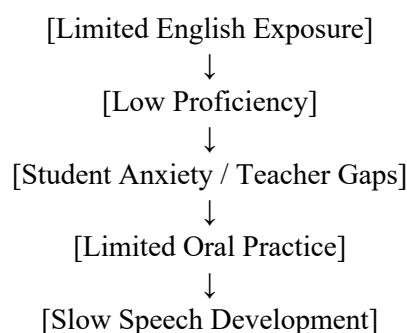 [Limited English Exposure]
↓
[Low Proficiency]
↓
[Student Anxiety / Teacher Gaps]
↓
[Limited Oral Practice]
↓
[Slow Speech Development]